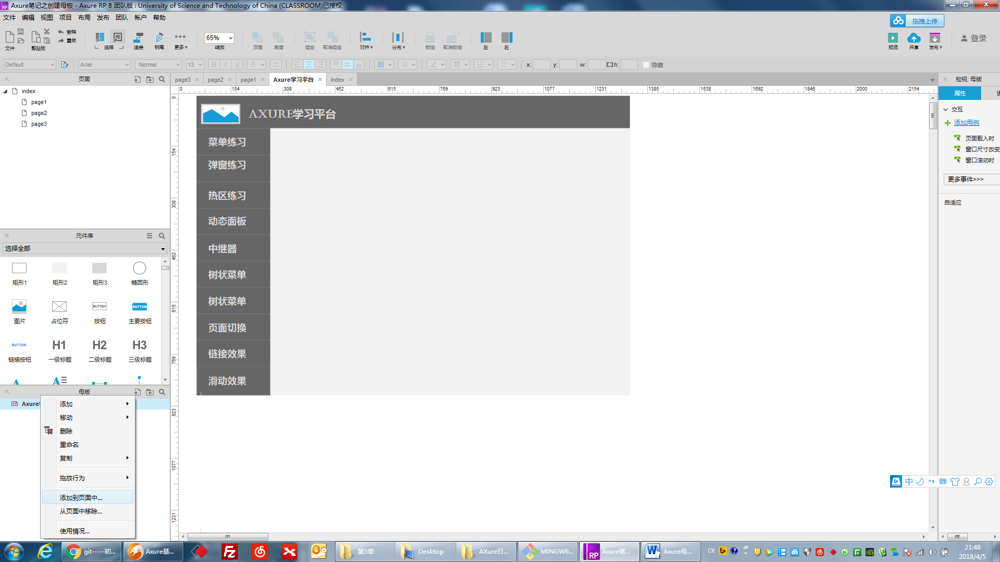 Axure笔记之创建母板 - Axure RP 8 团队版 : University of Science and Technology of China (CLASSROOM)已授权
文件 编辑 视图 项目 布局 发布 团队 帐户 帮助
拖拽上传
撤销
重做
文件 剪贴板 选择 连接 钢笔 更多 65% 缩放 顶层 底层 组合 取消组合 对齐 分布 锁定 取消锁定 左 右 预览 共享 发布 登录
Default Arial Normal 13 B I U A x: y: w: h: 隐藏
页面
page3 page2 page1 Axure学习平台 index
检视: 母版
属性
0 154 308 462 615 769 923 1077 1231 1385 1538 1692 1846 2000 2154
0 154 308 462 615 769 923 1077 1231
index
page1
page2
page3
AXURE学习平台
菜单练习
弹窗练习
热区练习
动态面板
中继器
树状菜单
树状菜单
页面切换
链接效果
滑动效果
交互
添加用例
页面载入时
窗口尺寸改变
窗口滚动时
更多事件>>>
自适应
元件库
选择全部
矩形1 矩形2 矩形3 椭圆形
BUTTON BUTTON
图片 占位符 按钮 主要按钮
BUTTON H1 H2 H3
链接按钮 一级标题 二级标题 三级标题
母版
Axure
添加
移动
删除
重命名
复制
拖放行为
添加到页面中...
从页面中移除...
使用情况...
中
git-----初... Axure基... 第5章 Desktop AXure日... MINGW6... Axure笔... Axure母... CH
21:48
2018/4/5